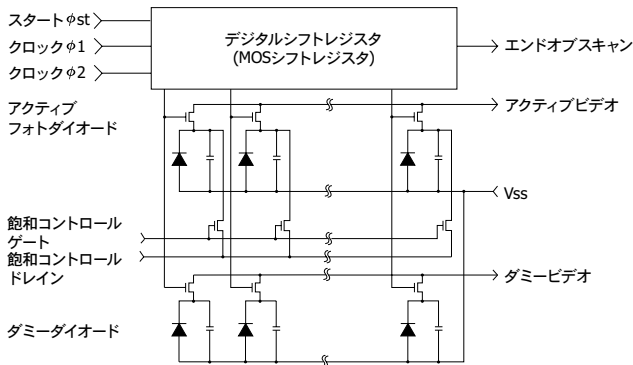 スタートφst
クロックφ1
クロックφ2
デジタルシフトレジスタ
(MOSシフトレジスタ)
エンドオブスキャン
アクティブ
フォトダイオード
アクティブビデオ
Vss
飽和コントロール
ゲート
飽和コントロール
ドレイン
ダミービデオ
ダミーダイオード